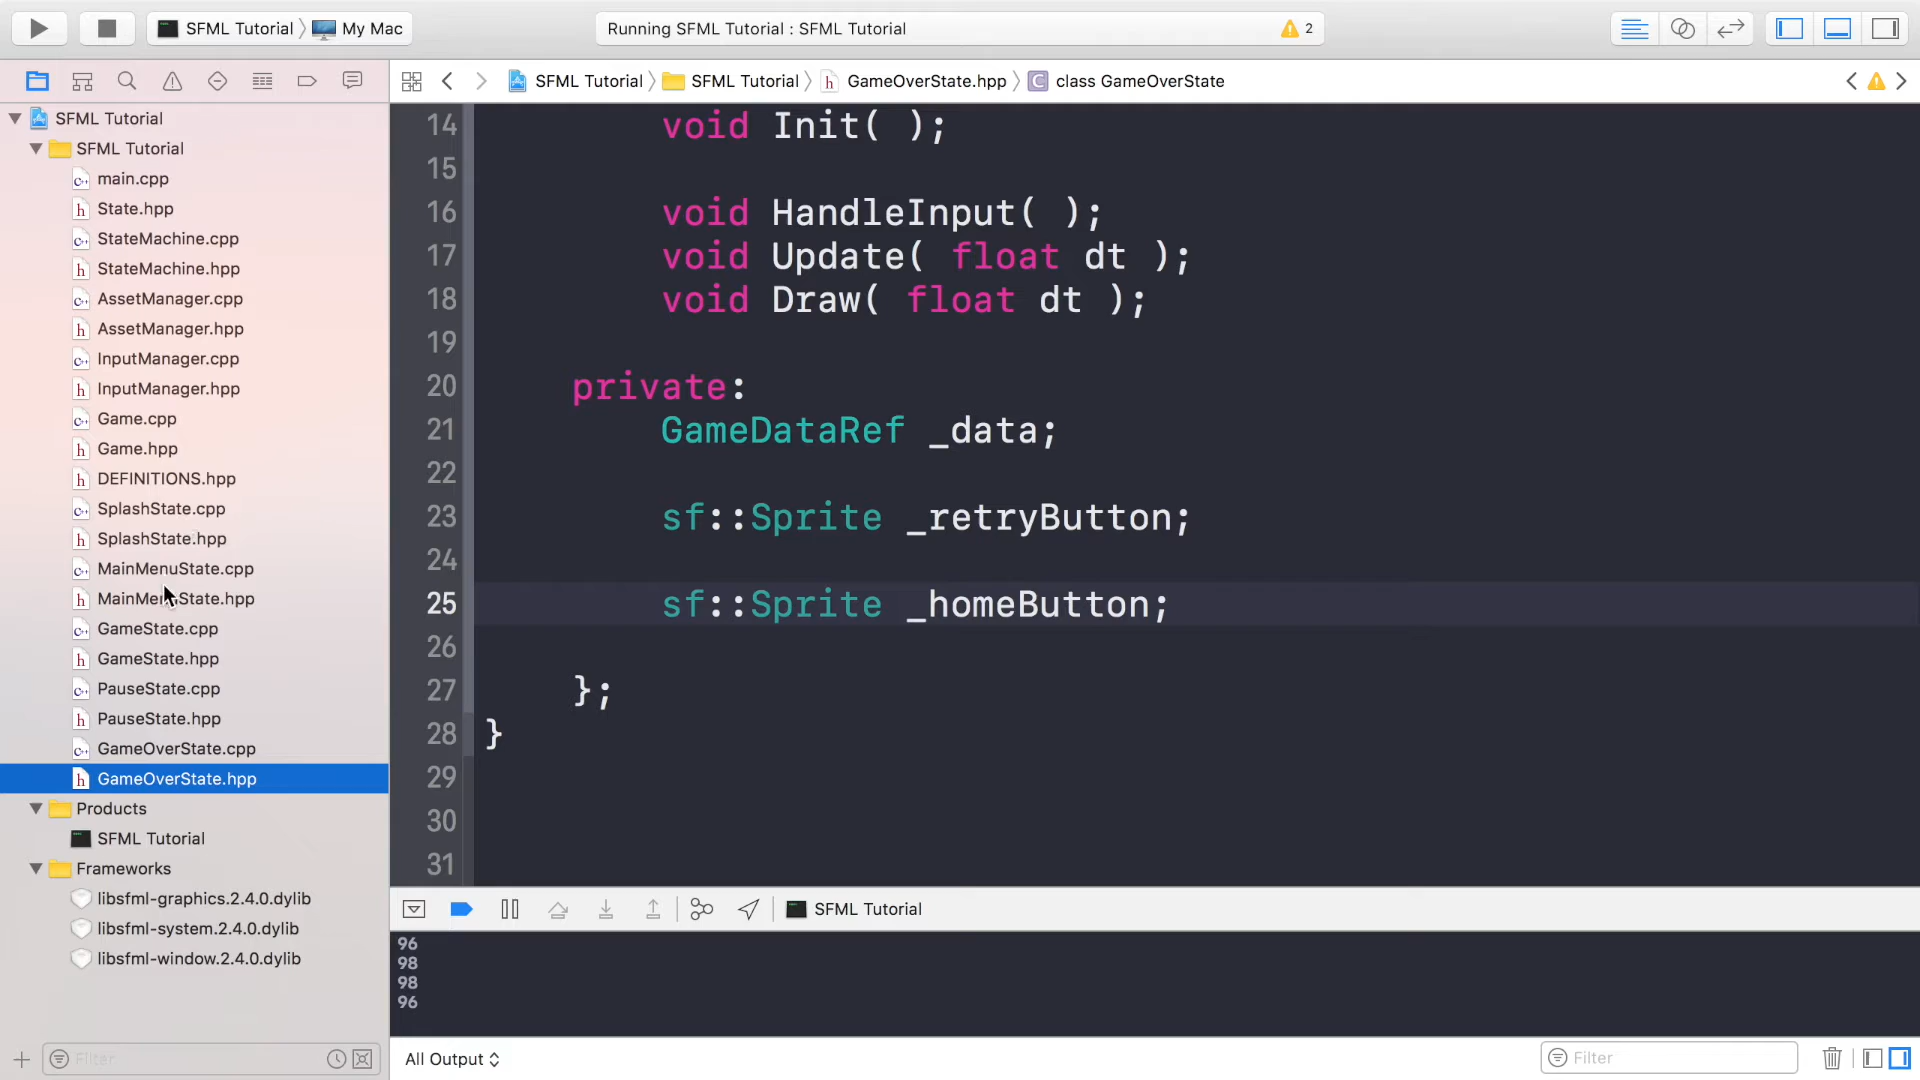 SFML Tutorial 〉 My Mac
Running SFML Tutorial : SFML Tutorial
2
SFML Tutorial 〉 SFML Tutorial 〉 GameOverState.hpp 〉 C class GameOverState
SFML Tutorial
SFML Tutorial
main.cpp
State.hpp
StateMachine.cpp
StateMachine.hpp
AssetManager.cpp
AssetManager.hpp
InputManager.cpp
InputManager.hpp
Game.cpp
Game.hpp
DEFINITIONS.hpp
SplashState.cpp
SplashState.hpp
MainMenuState.cpp
MainMenuState.hpp
GameState.cpp
GameState.hpp
PauseState.cpp
PauseState.hpp
GameOverState.cpp
GameOverState.hpp
Products
SFML Tutorial
Frameworks
libsfml-graphics.2.4.0.dylib
libsfml-system.2.4.0.dylib
libsfml-window.2.4.0.dylib
Filter
14 void Init( );
15
16 void HandleInput( );
17 void Update( float dt );
18 void Draw( float dt );
19
20 private:
21 GameDataRef _data;
22
23 sf::Sprite _retryButton;
24
25 sf::Sprite _homeButton;
26
27 };
28 }
29
30
31
SFML Tutorial
96
98
98
96
All Output
Filter